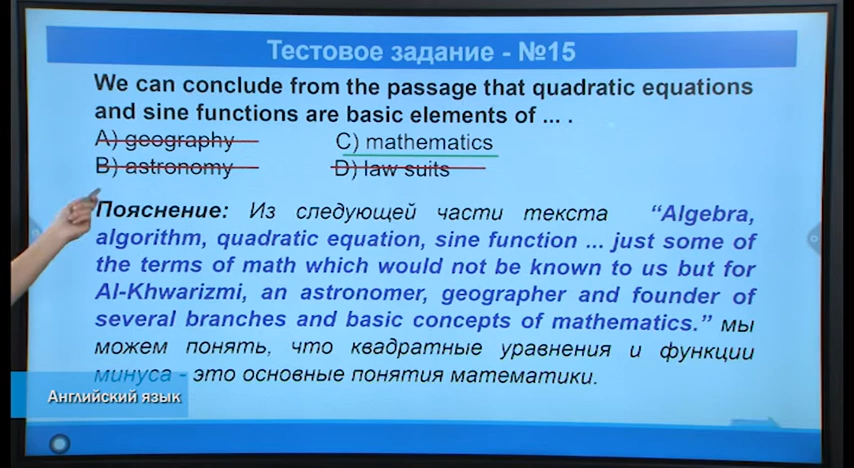 Тестовое задание - №15
We can conclude from the passage that quadratic equations
and sine functions are basic elements of ... .
A) geography C) mathematics
B) astronomy D) law suits
Пояснение: Из следующей части текста “Algebra,
algorithm, quadratic equation, sine function ... just some of
the terms of math which would not be known to us but for
Al-Khwarizmi, an astronomer, geographer and founder of
several branches and basic concepts of mathematics.” мы
можем понять, что квадратные уравнения и функции
минуса - это основные понятия математики.
Английский язык